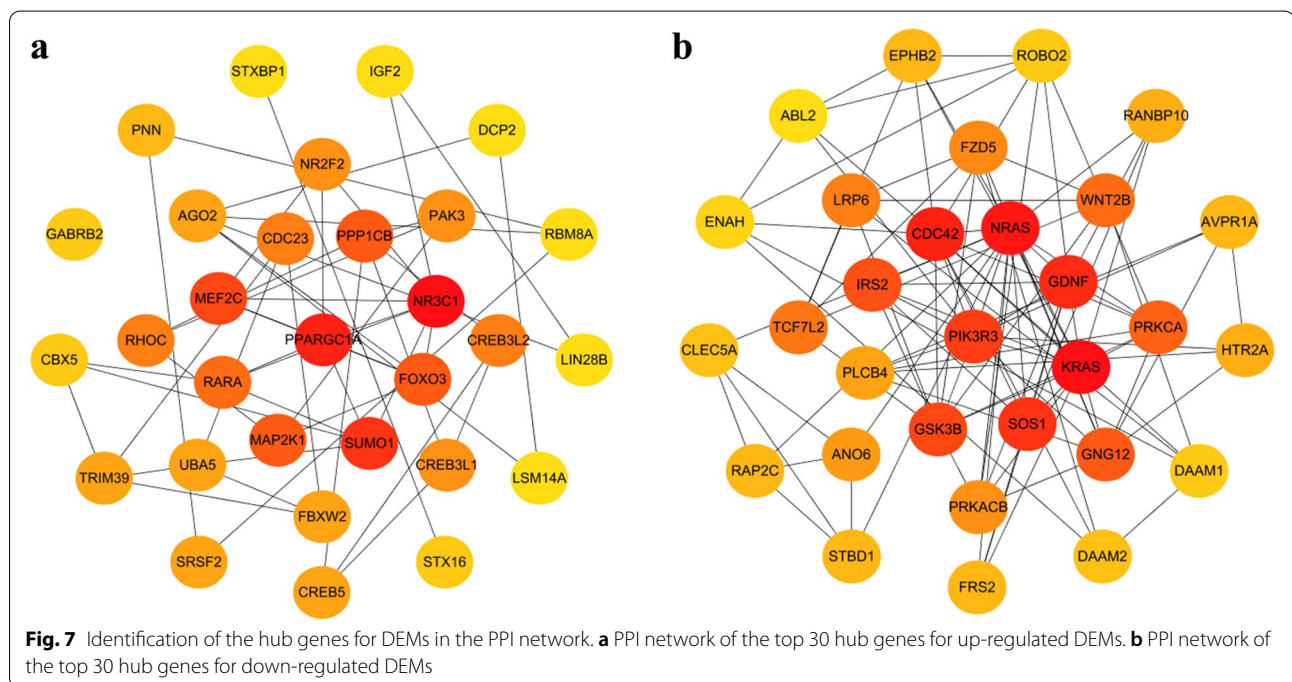 a
b
STXBP1
IGF2
EPHB2
ROBO2
PNN
DCP2
ABL2
RANBP10
NR2F2
FZD5
AGO2
PAK3
LRP6
WNT2B
GABRB2
CDC23
PPP1CB
RBM8A
ENAH
CDC42
NRAS
AVPR1A
MEF2C
NR3C1
IRS2
GDNF
RHOC
PPARGC1A
CREB3L2
TCF7L2
PIK3R3
PRKCA
CBX5
LIN28B
CLEC5A
HTR2A
RARA
FOXO3
PLCB4
KRAS
MAP2K1
SUMO1
GSK3B
SOS1
UBA5
CREB3L1
ANO6
GNG12
TRIM39
LSM14A
RAP2C
DAAM1
FBXW2
PRKACB
SRSF2
STX16
STBD1
DAAM2
CREB5
FRS2
Fig. 7 Identification of the hub genes for DEMs in the PPI network. a PPI network of the top 30 hub genes for up-regulated DEMs. b PPI network of
the top 30 hub genes for down-regulated DEMs